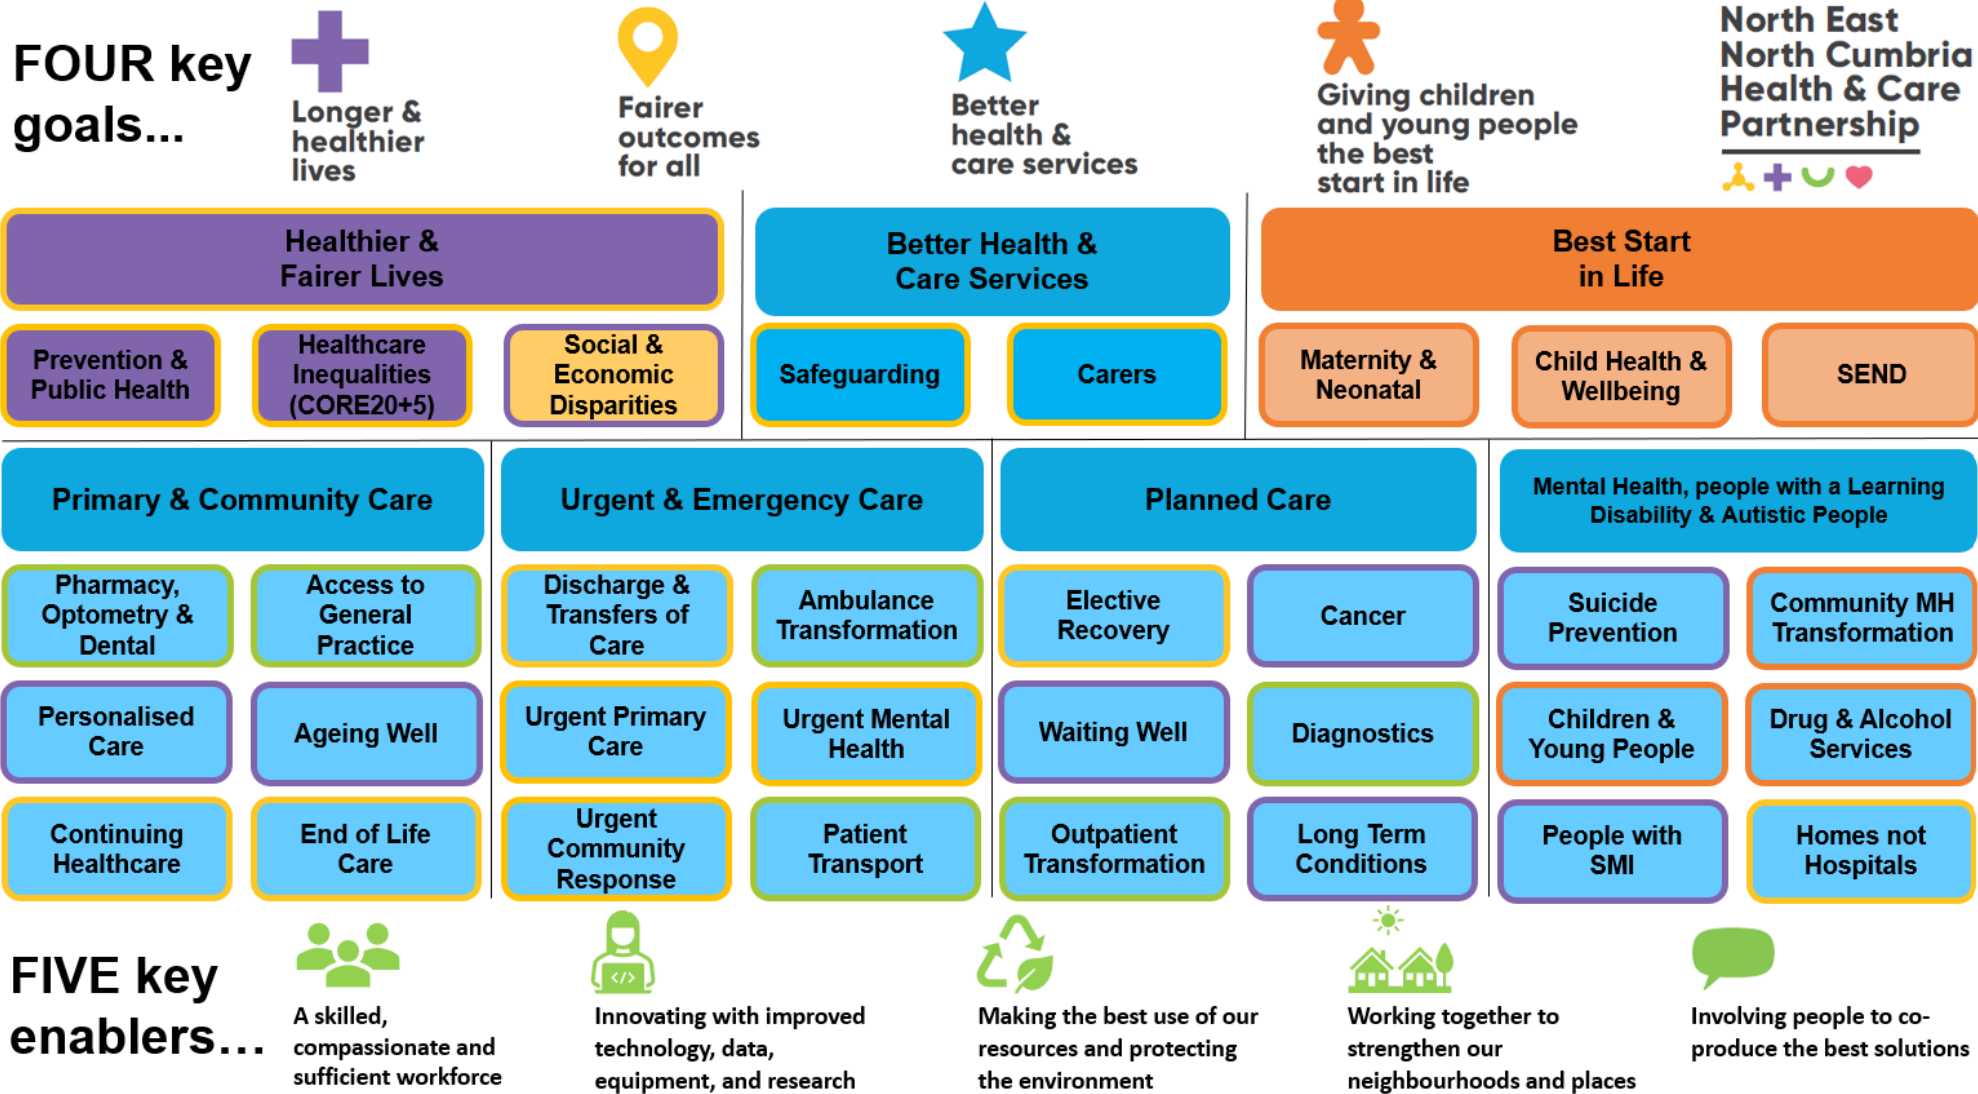 FOUR key
goals...
Longer &
healthier
lives
Fairer
outcomes
for all
Better
health &
care services
Giving children
and young people
the best
start in life
North East
North Cumbria
Health & Care
Partnership
Healthier &
Fairer Lives
Better Health &
Care Services
Best Start
in Life
Prevention &
Public Health
Healthcare
Inequalities
(CORE20+5)
Social &
Economic
Disparities
Safeguarding
Carers
Maternity &
Neonatal
Child Health &
Wellbeing
SEND
Primary & Community Care
Urgent & Emergency Care
Planned Care
Mental Health, people with a Learning
Disability & Autistic People
Pharmacy,
Optometry &
Dental
Access to
General
Practice
Discharge &
Transfers of
Care
Ambulance
Transformation
Elective
Recovery
Cancer
Suicide
Prevention
Community MH
Transformation
Personalised
Care
Ageing Well
Urgent Primary
Care
Urgent Mental
Health
Waiting Well
Diagnostics
Children &
Young People
Drug & Alcohol
Services
Continuing
Healthcare
End of Life
Care
Urgent
Community
Response
Patient
Transport
Outpatient
Transformation
Long Term
Conditions
People with
SMI
Homes not
Hospitals
FIVE key
enablers...
A skilled,
compassionate and
sufficient workforce
</>
Innovating with improved
technology, data,
equipment, and research
Making the best use of our
resources and protecting
the environment
Working together to
strengthen our
neighbourhoods and places
Involving people to co-
produce the best solutions